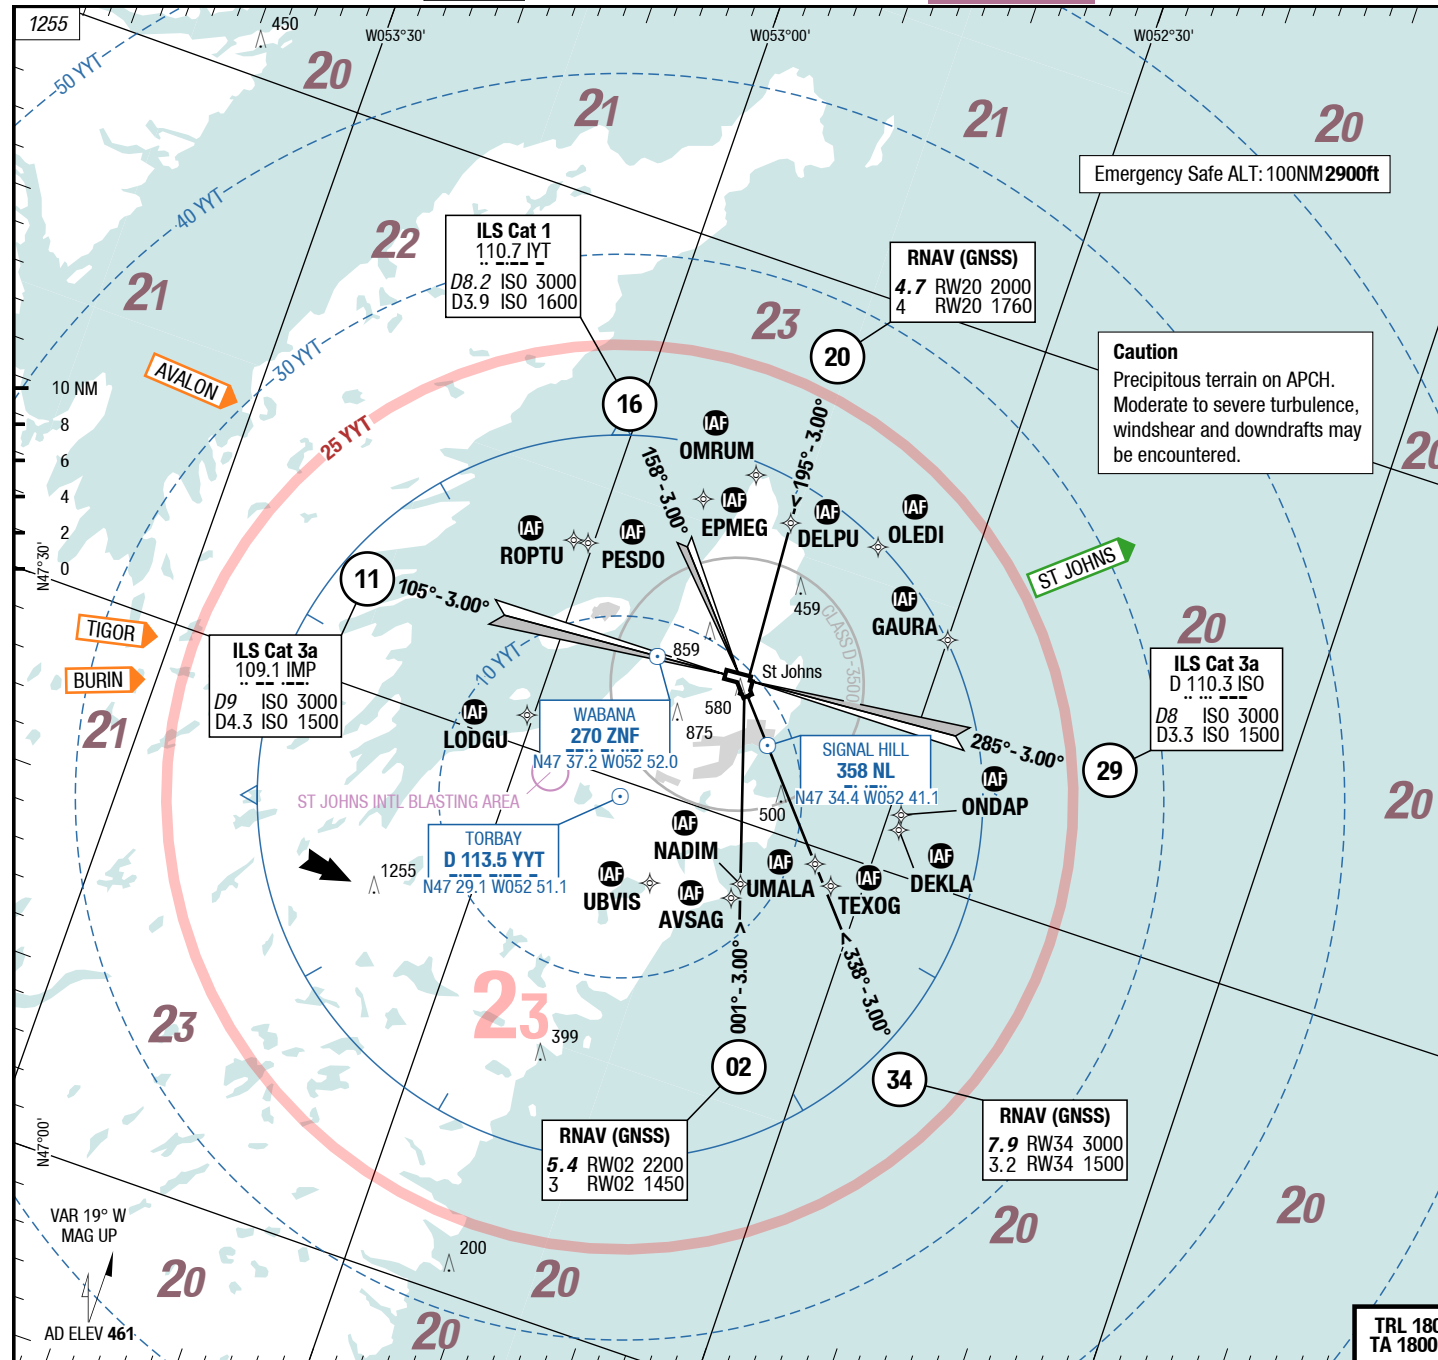 1255
450
W053°30'
W053°00'
W052°30'
50 YYT
20
21
21
20
Emergency Safe ALT: 100NM 2900ft
40 YYT
22
ILS Cat 1
110.7 IYT
D8.2 ISO 3000
D3.9 ISO 1600
RNAV (GNSS)
4.7 RW20 2000
4 RW20 1760
21
23
20
Caution
Precipitous terrain on APCH.
Moderate to severe turbulence,
windshear and downdrafts may
be encountered.
30 YYT
AVALON
10 NM
8
6
4
2
0
N47°30'
16
25 YYT
IAF
OMRUM
158°-3.00°
< 195°-3.00°
20
IAF
EPMEG
IAF
DELPU
IAF
OLEDI
IAF
ROPTU
IAF
PESDO
ST JOHNS
11
105°-3.00°
459
CLASS D-3500
IAF
GAURA
20
TIGOR
BURIN
ILS Cat 3a
109.1 IMP
D9 ISO 3000
D4.3 ISO 1500
10 YYT
859
St Johns
ILS Cat 3a
D 110.3 ISO
D8 ISO 3000
D3.3 ISO 1500
21
IAF
LODGU
WABANA
270 ZNF
N47 37.2 W052 52.0
580
875
SIGNAL HILL
358 NL
N47 34.4 W052 41.1
285°-3.00°
29
IAF
ONDAP
20
ST JOHNS INTL BLASTING AREA
500
TORBAY
D 113.5 YYT
N47 29.1 W052 51.1
IAF
NADIM
1255
IAF
UBVIS
IAF
AVSAG
IAF
UMALA
IAF
TEXOG
IAF
DEKLA
001°-3.00° >
< 338°-3.00°
23
23
399
02
34
N47°00'
RNAV (GNSS)
5.4 RW02 2200
3 RW02 1450
RNAV (GNSS)
7.9 RW34 3000
3.2 RW34 1500
VAR 19° W
MAG UP
20
20
200
20
20
20
AD ELEV 461
TRL 180
TA 1800